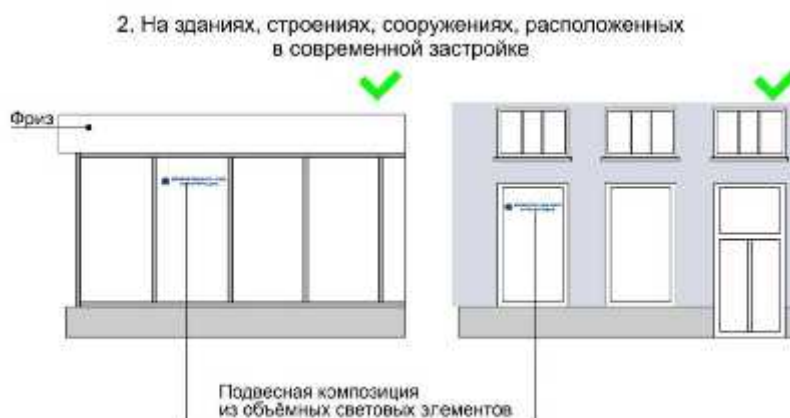 2. На зданиях, строениях, сооружениях, расположенных
в современной застройке
Фриз
Подвесная композиция
из объёмных световых элементов